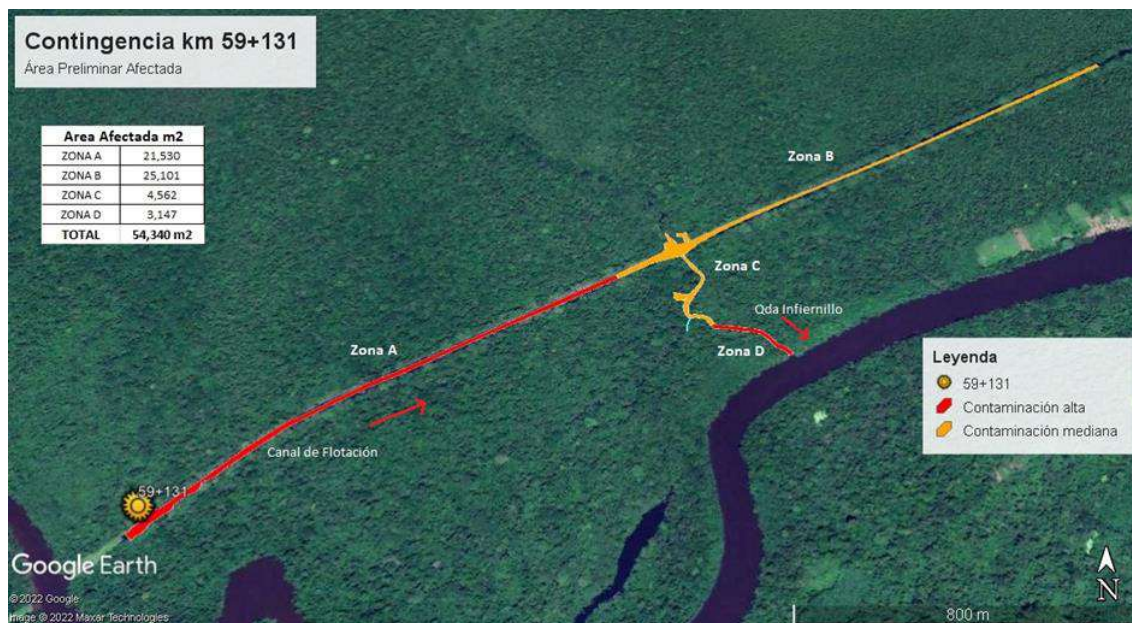 Contingencia km 59+131
Área Preliminar Afectada
Area Afectada m2
ZONA A 21,530
ZONA B 25,101
ZONA C 4,562
ZONA D 3,147
TOTAL 54,340 m2
Zona B
Zona C
Qda Infiernillo
Zona A
Zona D
Leyenda
59+131
Contaminación alta
Contaminación mediana
Canal de Flotación
59+131
Google Earth
© 2022 Google
Image © 2022 Maxar Technologies
N
800 m